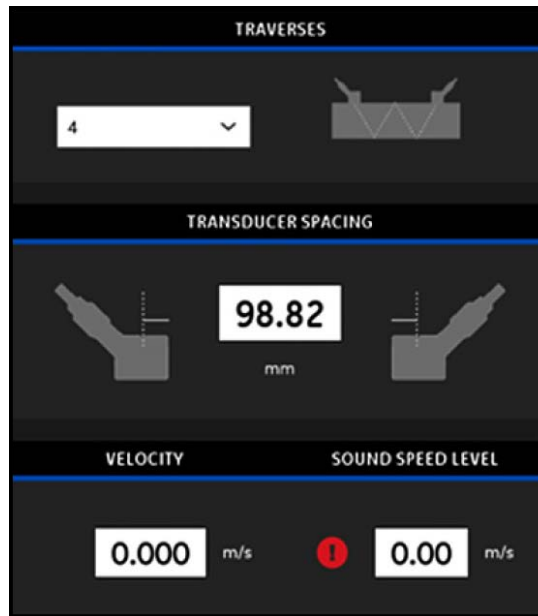 TRAVERSES
4
TRANSDUCER SPACING
98.82
mm
VELOCITY SOUND SPEED LEVEL
0.000 m/s ! 0.00 m/s